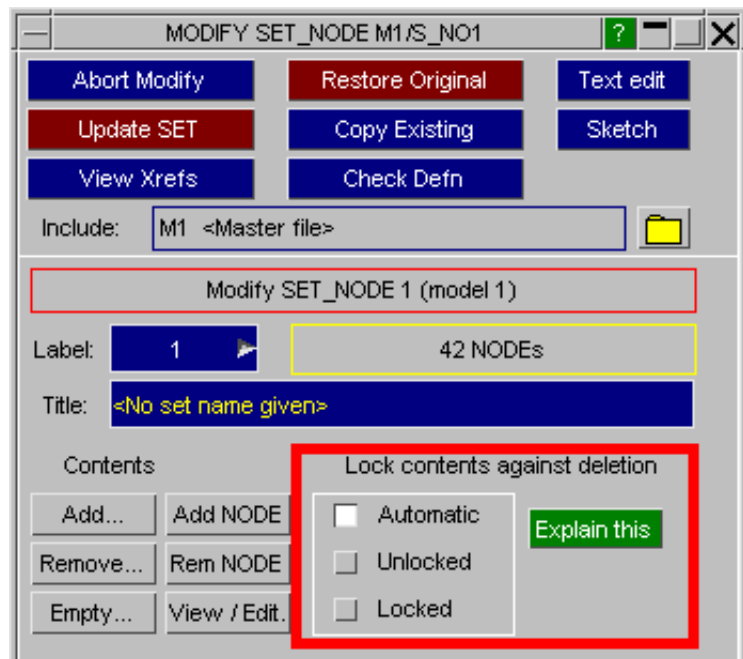 MODIFY SET_NODE M1/S_NO1 ?
Abort Modify Restore Original Text edit
Update SET Copy Existing Sketch
View Xrefs Check Defn
Include: M1 <Master file>
Modify SET_NODE 1 (model 1)
Label: 1 42 NODEs
Title: <No set name given>
Contents Lock contents against deletion
Add... Add NODE Automatic Explain this
Remove... Rem NODE Unlocked
Empty... View / Edit. Locked